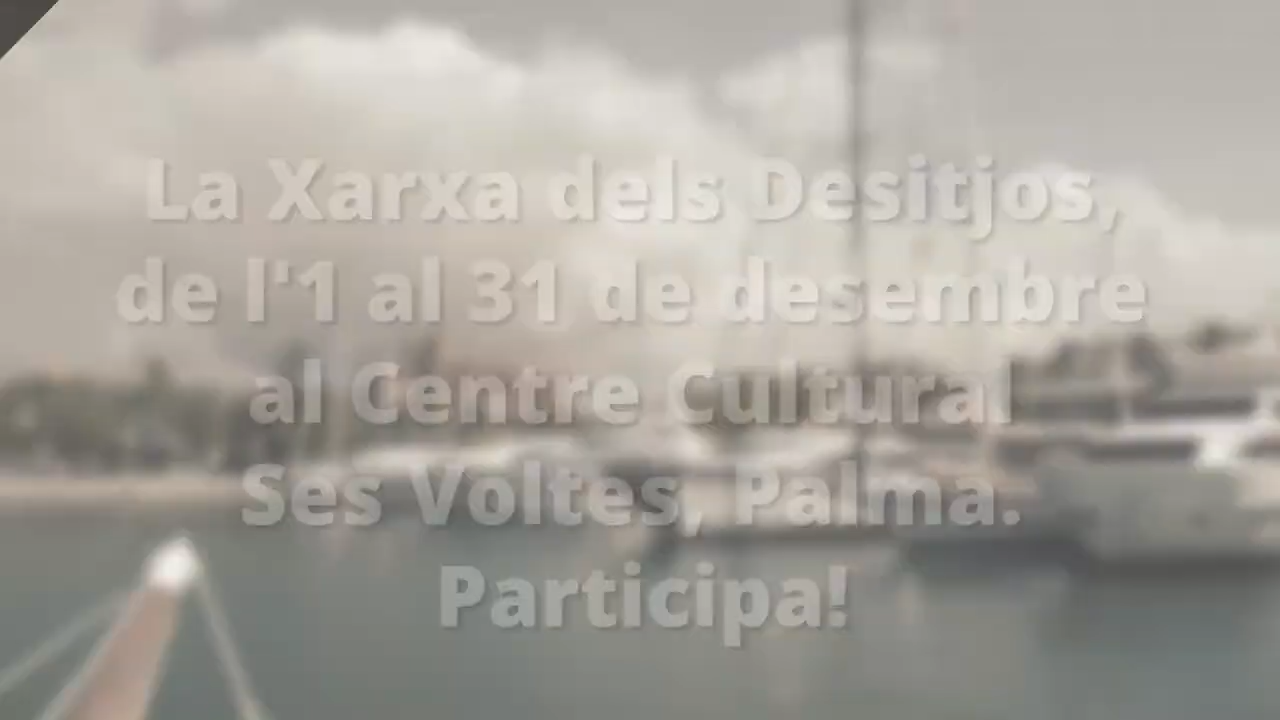 La Xarxa dels Desitjos,
de l'1 al 31 de desembre
al Centre Cultural
Ses Voltes, Palma.
Participa!